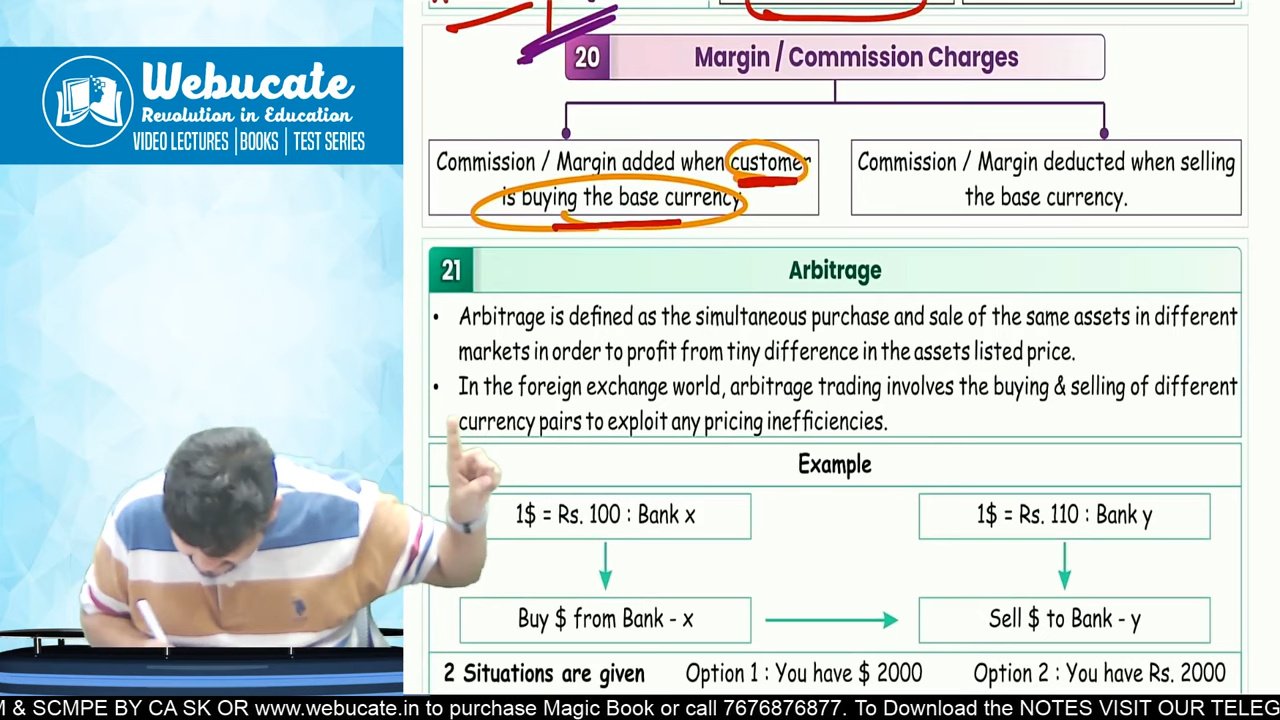 Webucate
Revolution in Education
VIDEO LECTURES | BOOKS | TEST SERIES
20 Margin / Commission Charges
Commission / Margin added when customer
is buying the base currency
Commission / Margin deducted when selling
the base currency.
21 Arbitrage
• Arbitrage is defined as the simultaneous purchase and sale of the same assets in different
markets in order to profit from tiny difference in the assets listed price.
• In the foreign exchange world, arbitrage trading involves the buying & selling of different
currency pairs to exploit any pricing inefficiencies.
Example
1$ = Rs. 100 : Bank x
1$ = Rs. 110 : Bank y
Buy $ from Bank - x
Sell $ to Bank - y
2 Situations are given Option 1 : You have $ 2000 Option 2 : You have Rs. 2000
M & SCMPE BY CA SK OR www.webucate.in to purchase Magic Book or call 7676876877. To Download the NOTES VISIT OUR TELEG